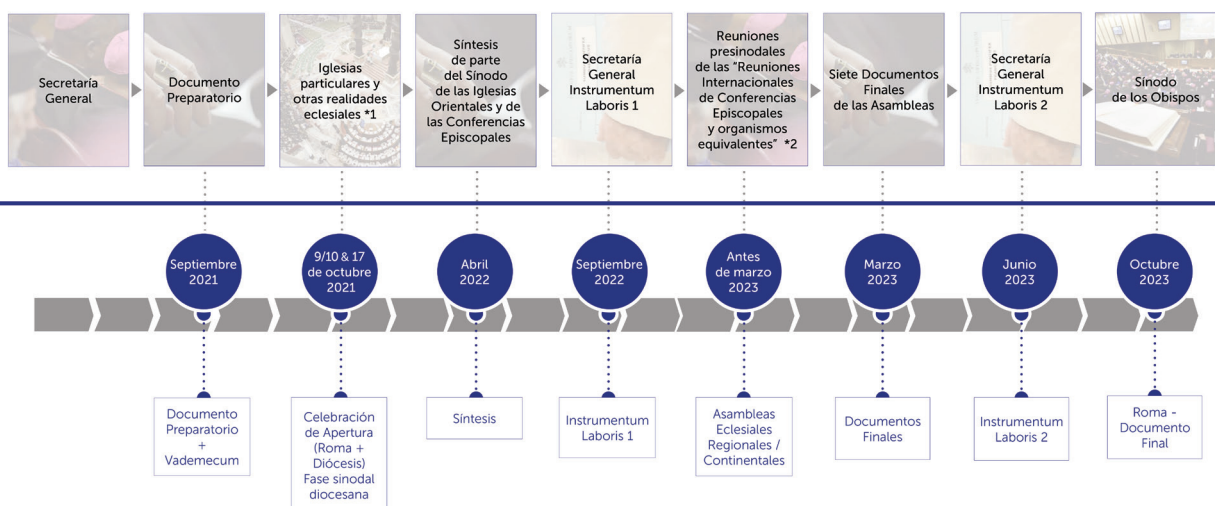 Secretaría
General
Documento
Preparatorio
Iglesias
particulares y
otras realidades
eclesiales *1
Síntesis
de parte
del Sínodo
de las Iglesias
Orientales y de
las Conferencias
Episcopales
Secretaría
General
Instrumentum
Laboris 1
Reuniones
presinodales
de las “Reuniones
Internacionales
de Conferencias
Episcopales
y organismos
equivalentes” *2
Siete Documentos
Finales
de las Asambleas
Secretaría
General
Instrumentum
Laboris 2
Sínodo
de los Obispos
Septiembre
2021
9/10 & 17
de octubre
2021
Abril
2022
Septiembre
2022
Antes
de marzo
2023
Marzo
2023
Junio
2023
Octubre
2023
Documento
Preparatorio
+
Vademecum
Celebración
de Apertura
(Roma +
Diócesis)
Fase sinodal
diocesana
Síntesis
Instrumentum
Laboris 1
Asambleas
Eclesiales
Regionales /
Continentales
Documentos
Finales
Instrumentum
Laboris 2
Roma -
Documento
Final